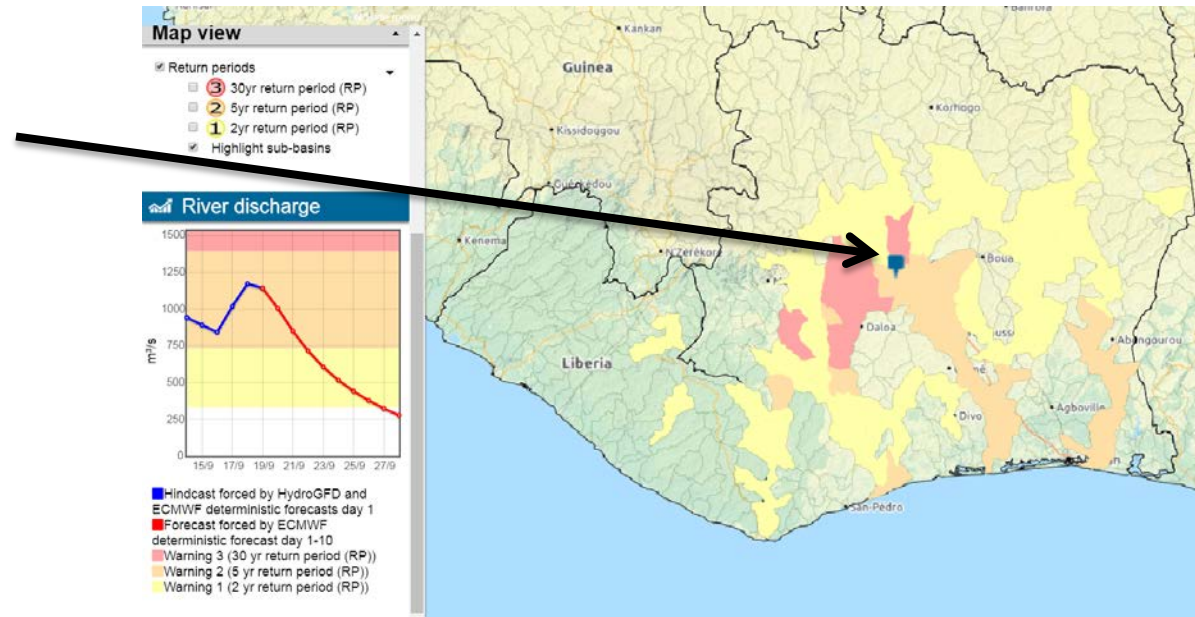 Map view
Return periods
3 30yr return period (RP)
2 5yr return period (RP)
1 2yr return period (RP)
Highlight sub-basins
River discharge
1500
1250
1000
750
500
250
0
m³/s
15/9 17/9 19/9 21/9 23/9 25/9 27/9
Hindcast forced by HydroGFD and
ECMWF deterministic forecasts day 1
Forecast forced by ECMWF
deterministic forecast day 1-10
Warning 3 (30 yr return period (RP))
Warning 2 (5 yr return period (RP))
Warning 1 (2 yr return period (RP))
Kankan
Guinea
Korhogo
Kissidougou
Kenema
N'Zérékoré
Boua
Daloa
Liberia
Abengourou
Divo
Agboville
San-Pedro